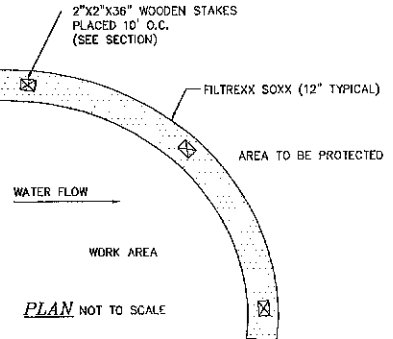 2"X2"X36" WOODEN STAKES
PLACED 10' O.C.
(SEE SECTION)
FILTREXX SOXX (12" TYPICAL)
AREA TO BE PROTECTED
WATER FLOW
WORK AREA
PLAN NOT TO SCALE